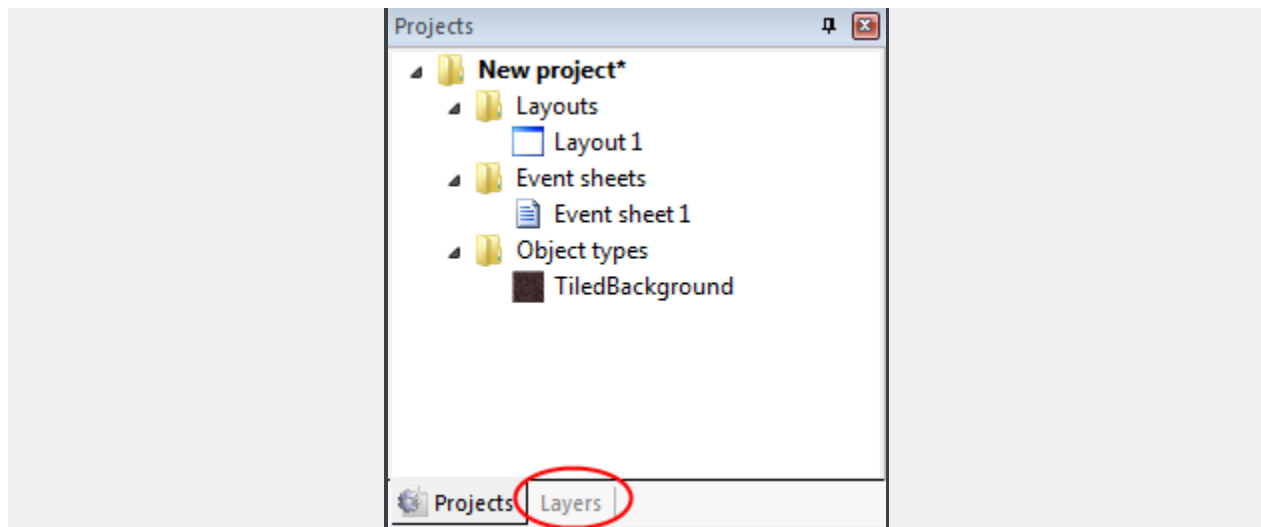 Projects
New project*
Layouts
Layout 1
Event sheets
Event sheet 1
Object types
TiledBackground
Projects Layers